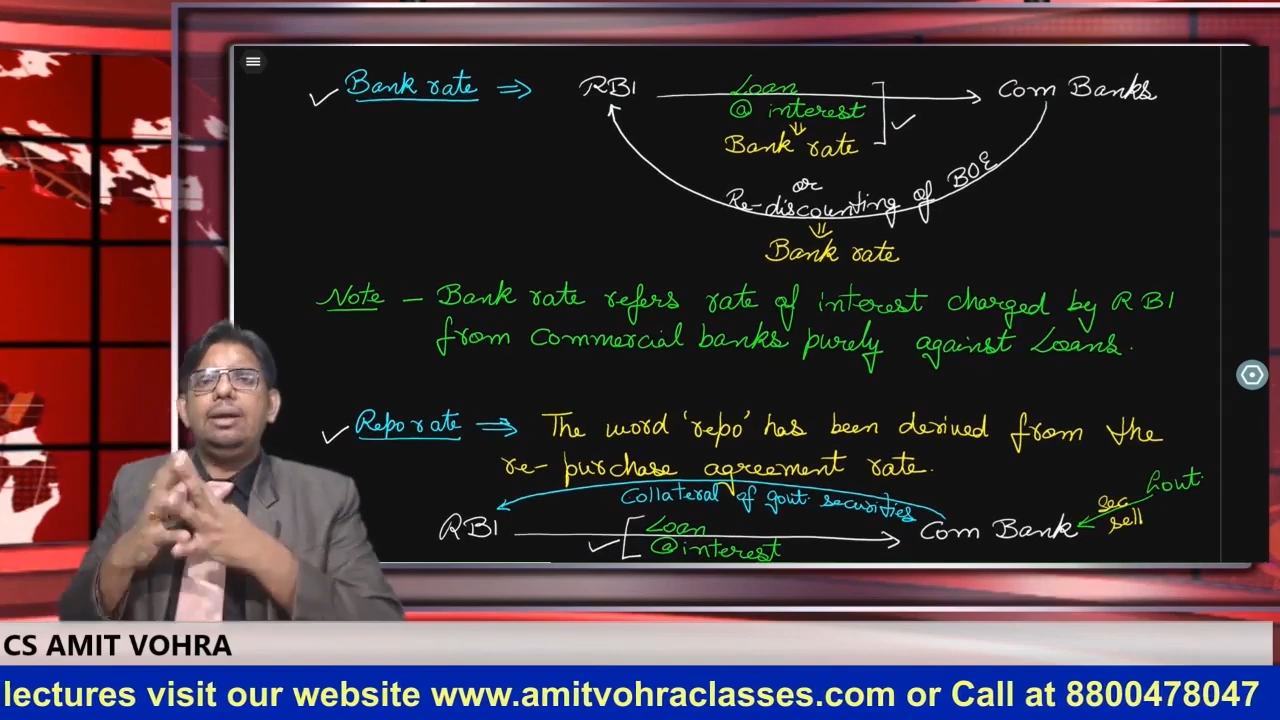 Bank rate ⇒ RBI Loan Com Banks
@ interest
Bank rate
or
Re-discounting of BOE
Bank rate
Note – Bank rate refers rate of interest charged by RBI
from Commercial banks purely against Loans.
Repo rate ⇒ The word 'repo' has been derived from the
re-purchase agreement rate.
Collateral of govt. securities
Govt.
sec
sell
RBI Loan Com Bank
@ interest
CS AMIT VOHRA
lectures visit our website www.amitvohraclasses.com or Call at 8800478047